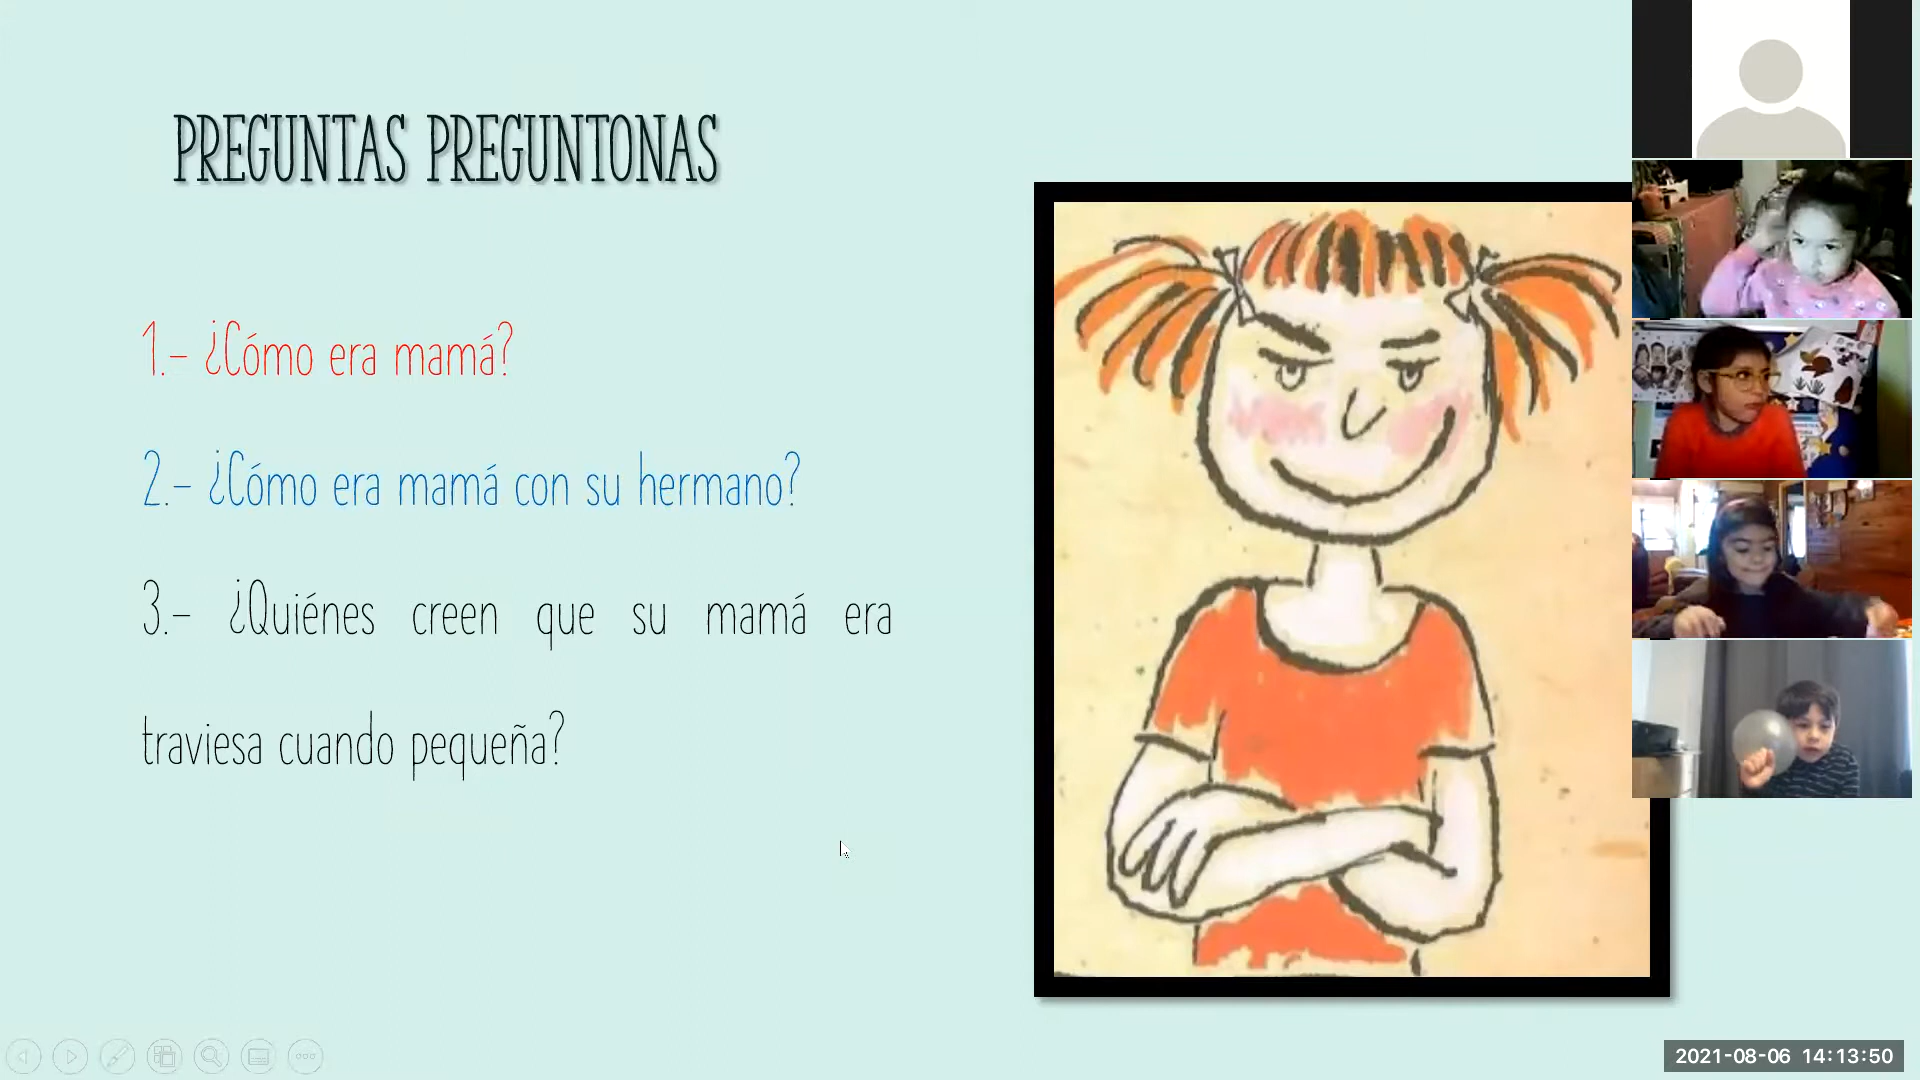 PREGUNTAS PREGUNTONAS
1.- ¿Cómo era mamá?
2.- ¿Cómo era mamá con su hermano?
3.- ¿Quiénes creen que su mamá era
traviesa cuando pequeña?
2021-08-06 14:13:50